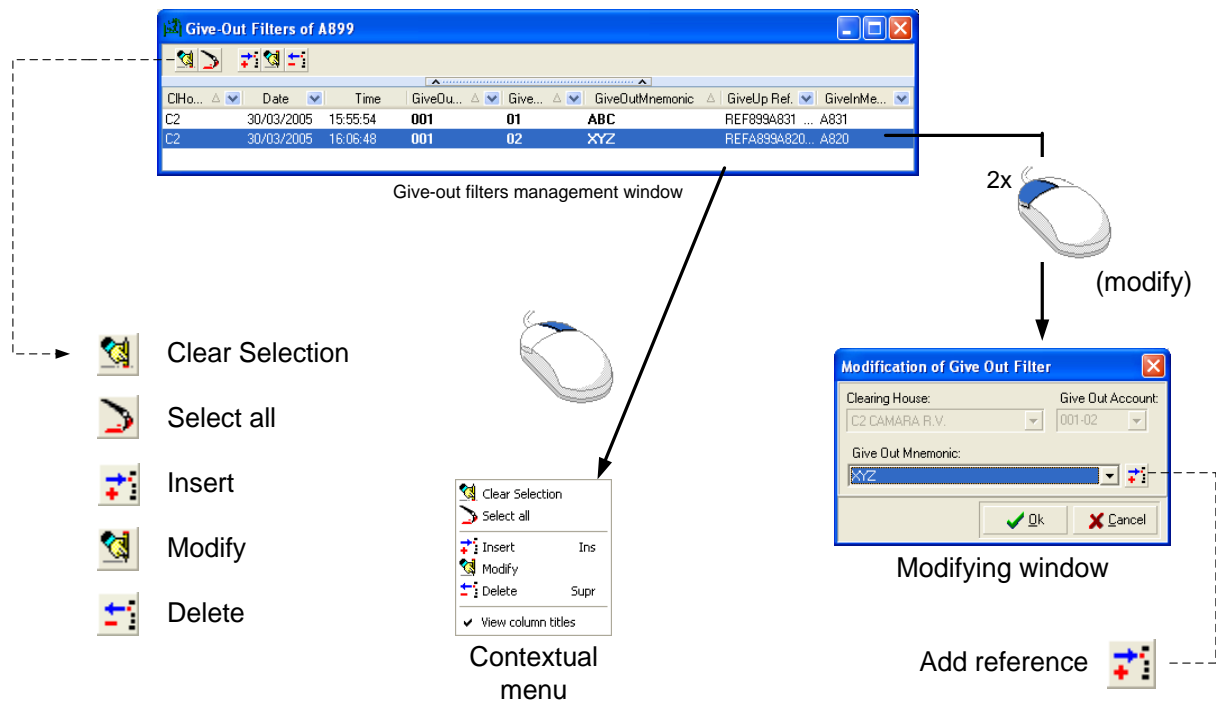 Give-Out Filters of A899
ClHo... Date Time GiveOu... Give... GiveOutMnemonic GiveUp Ref. GiveInMe...
C2 30/03/2005 15:55:54 001 01 ABC REF899A831 ... A831
C2 30/03/2005 16:06:48 001 02 XYZ REFA899A820... A820
Give-out filters management window
2x
(modify)
Clear Selection
Select all
Insert
Modify
Delete
Clear Selection
Select all
Insert Ins
Modify
Delete Supr
View column titles
Contextual
menu
Modification of Give Out Filter
Clearing House: Give Out Account:
C2 CAMARA R.V. 001-02
Give Out Mnemonic:
XYZ
Ok Cancel
Modifying window
Add reference